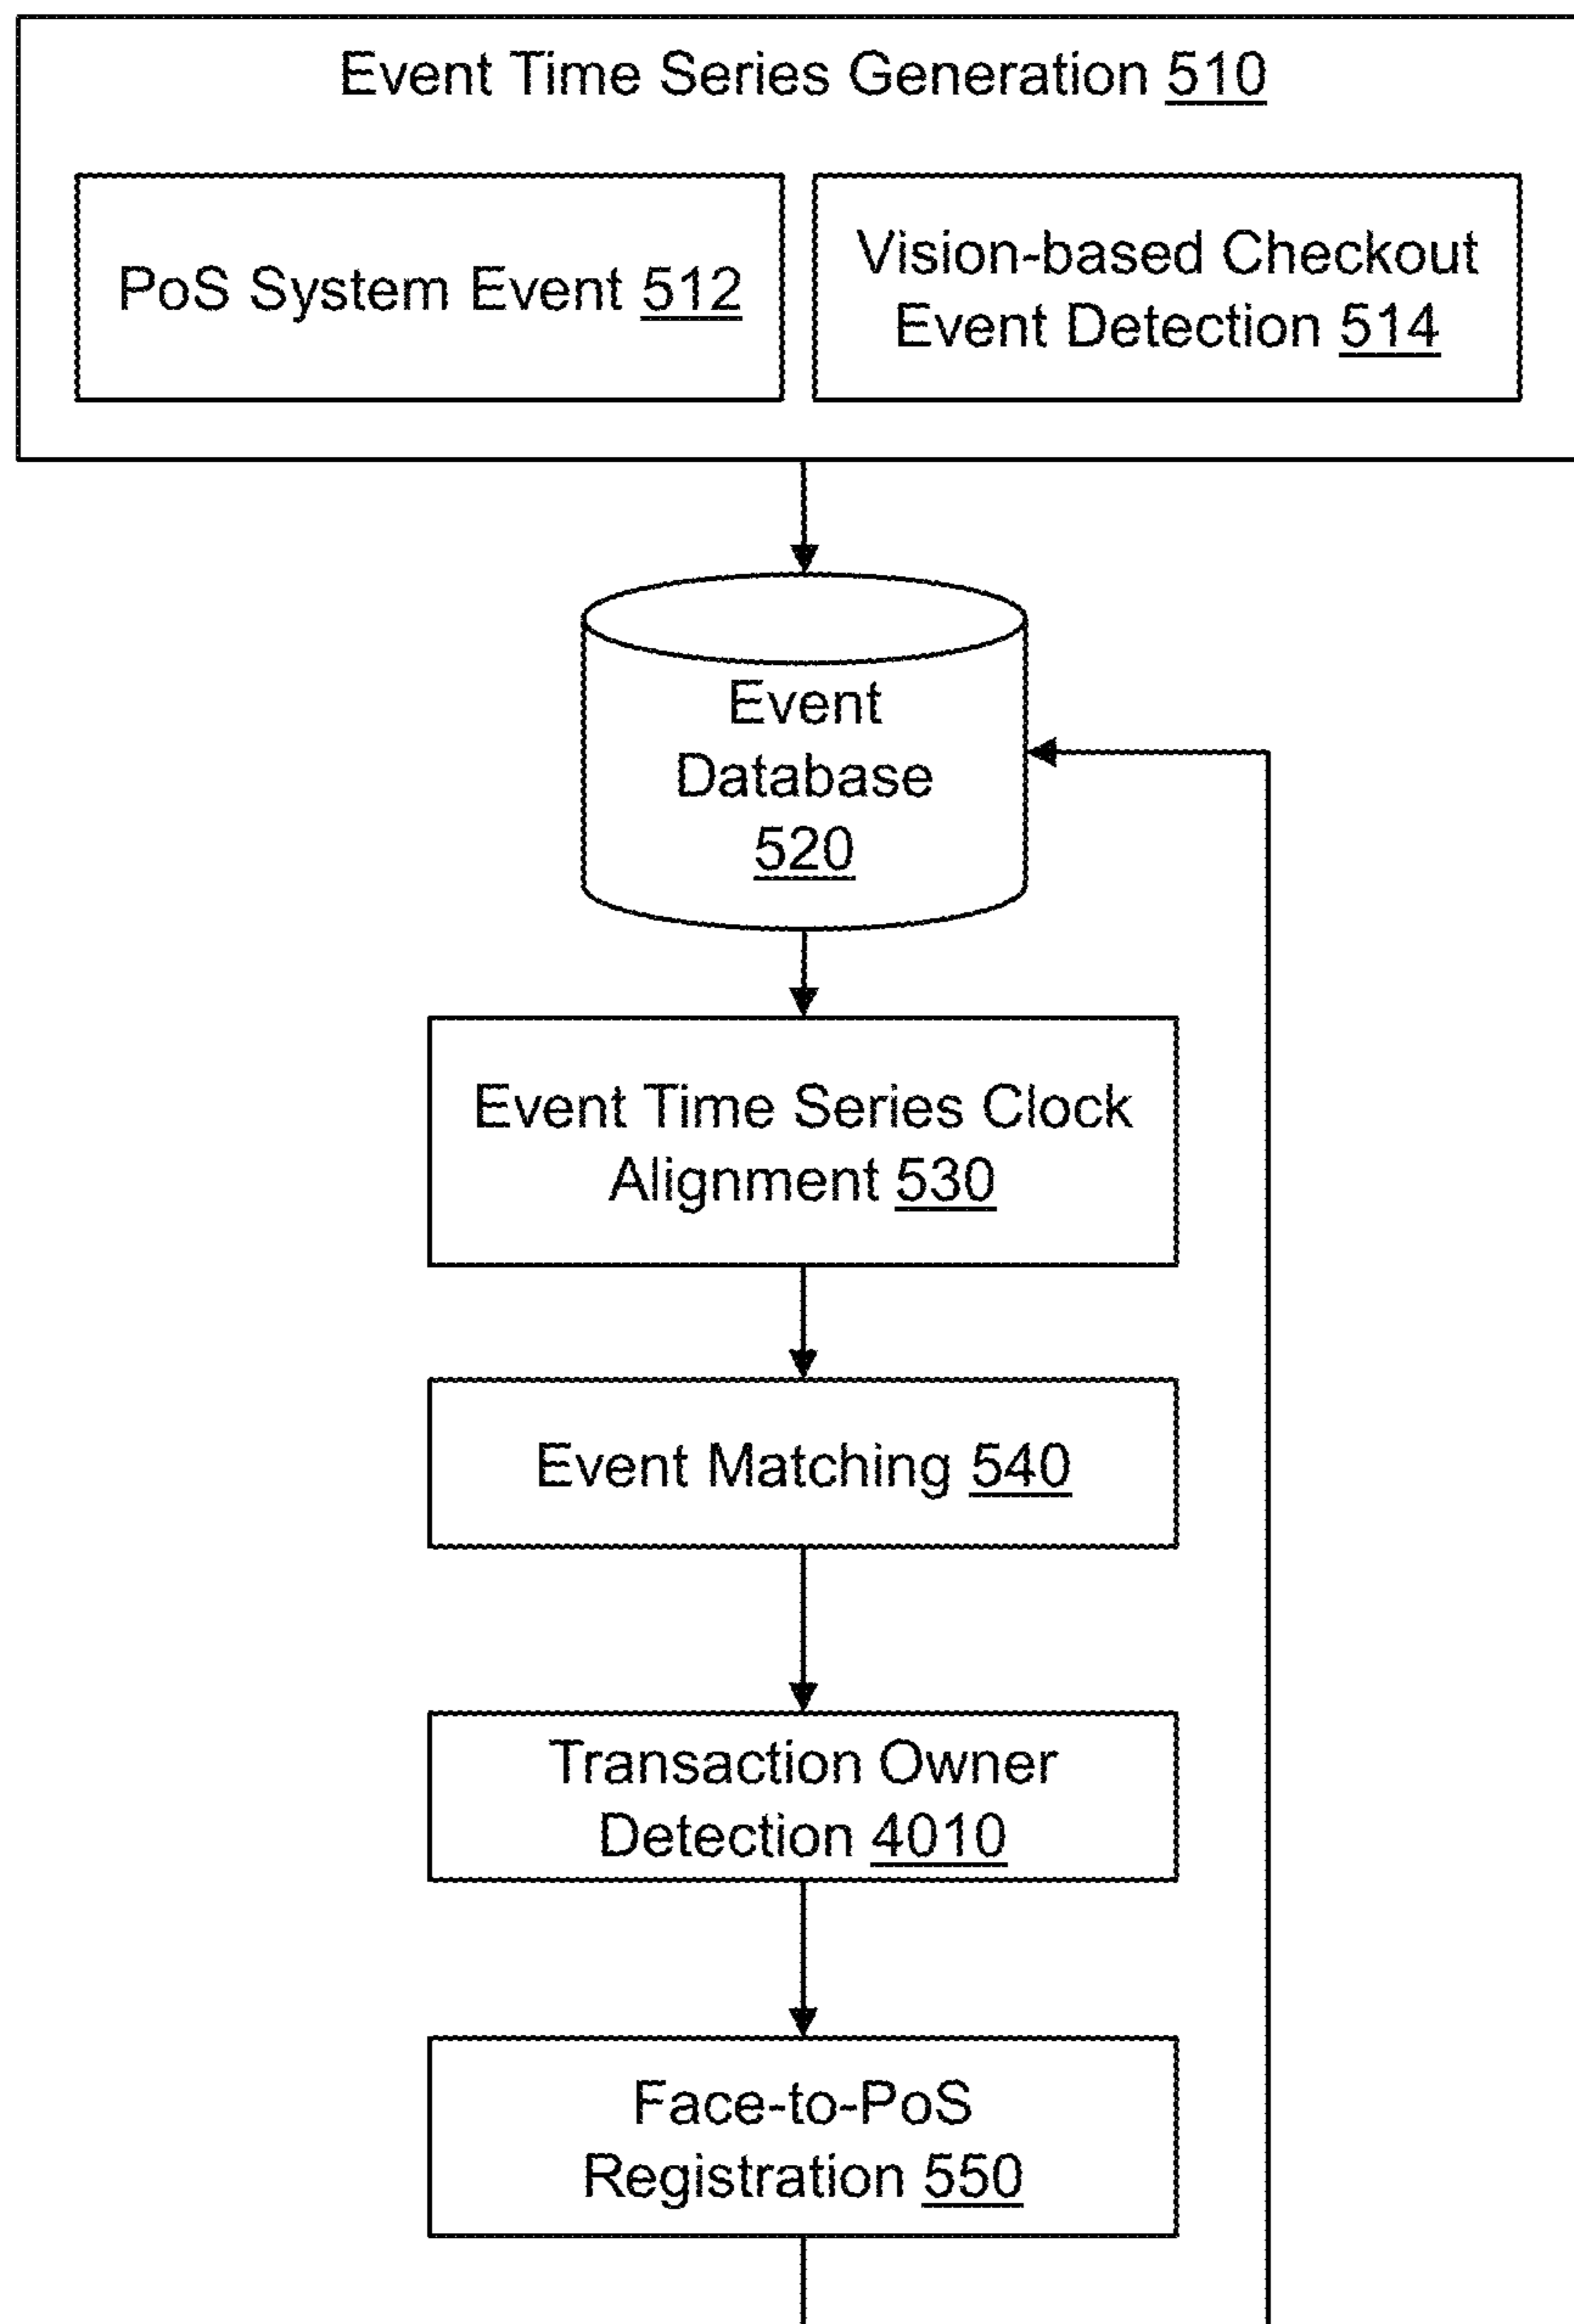 Event Time Series Generation 510
PoS System Event 512
Vision-based Checkout
Event Detection 514
Event
Database
520
Event Time Series Clock
Alignment 530
Event Matching 540
Transaction Owner
Detection 4010
Face-to-PoS
Registration 550